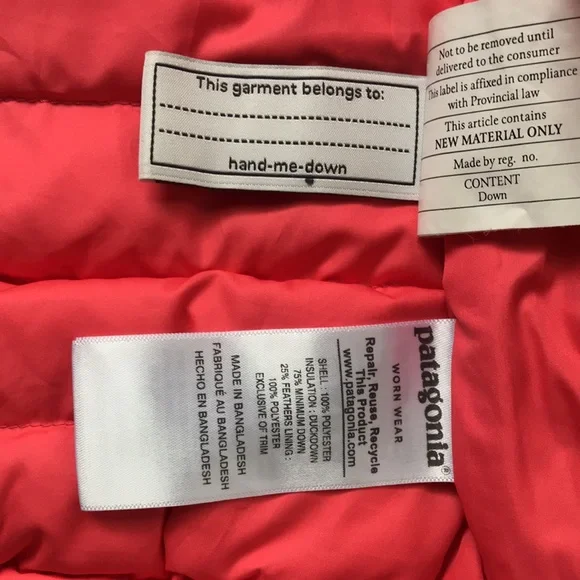 This garment belongs to:
hand-me-down
Not to be removed until
delivered to the consumer
This label is affixed in compliance
with Provincial law
This article contains
NEW MATERIAL ONLY
Made by reg. no.
CONTENT
Down
patagonia®
WORN WEAR
Repair, Reuse, Recycle
This Product
www.patagonia.com
SHELL : 100% POLYESTER
INSULATION : DUCKDOWN
75% MINIMUM DOWN
25% FEATHERS LINING :
100% POLYESTER
EXCLUSIVE OF TRIM
MADE IN BANGLADESH
FABRIQUÉ AU BANGLADESH
HECHO EN BANGLADESH